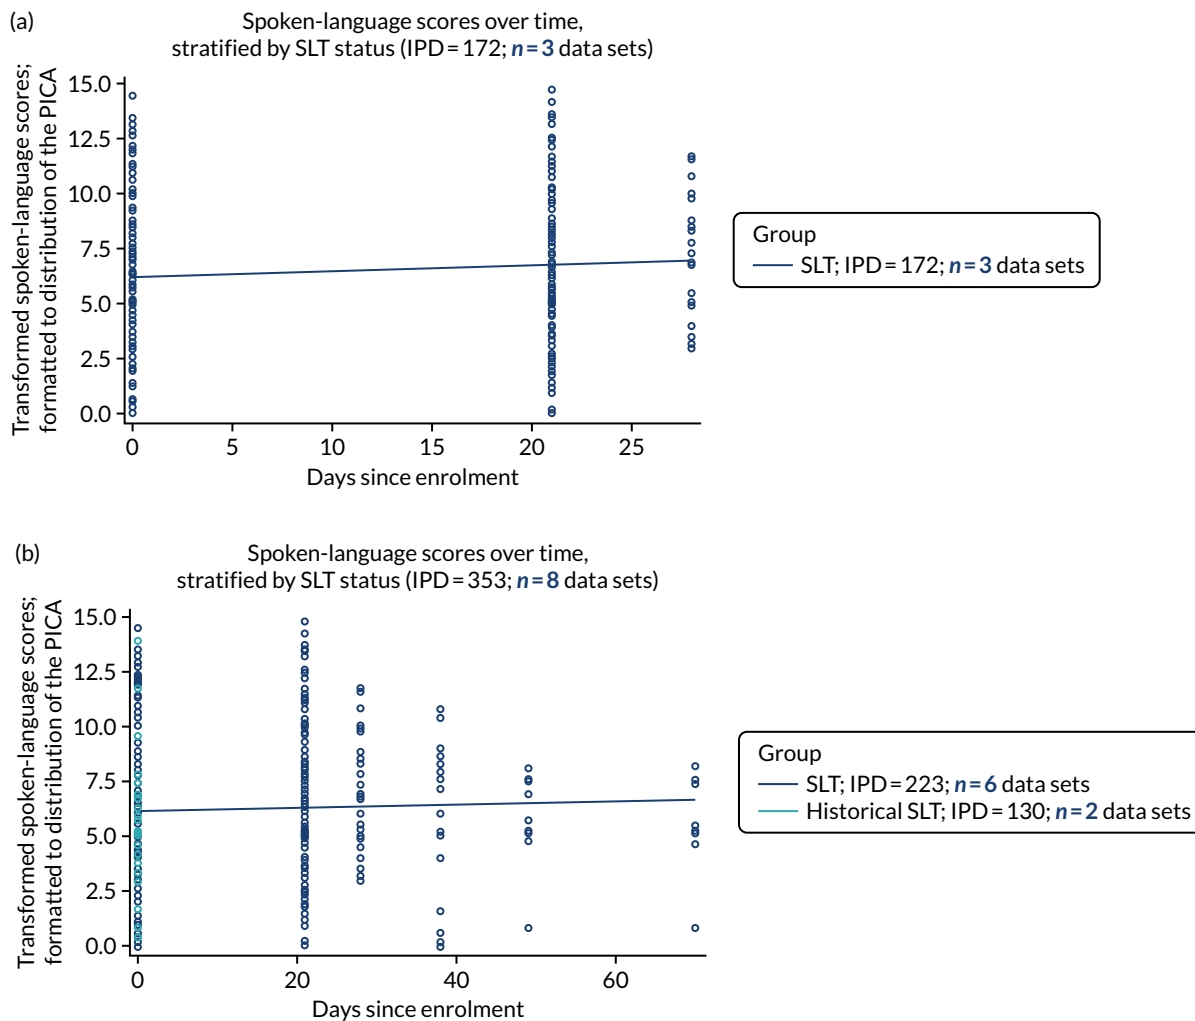 (a)
Spoken-language scores over time,
stratified by SLT status (IPD = 172; n = 3 data sets)
Transformed spoken-language scores;
formatted to distribution of the PICA
15.0
12.5
10.0
7.5
5.0
2.5
0.0
0 5 10 15 20 25
Days since enrolment
Group
SLT; IPD = 172; n = 3 data sets
(b)
Spoken-language scores over time,
stratified by SLT status (IPD = 353; n = 8 data sets)
Transformed spoken-language scores;
formatted to distribution of the PICA
15.0
12.5
10.0
7.5
5.0
2.5
0.0
0 20 40 60
Days since enrolment
Group
SLT; IPD = 223; n = 6 data sets
Historical SLT; IPD = 130; n = 2 data sets